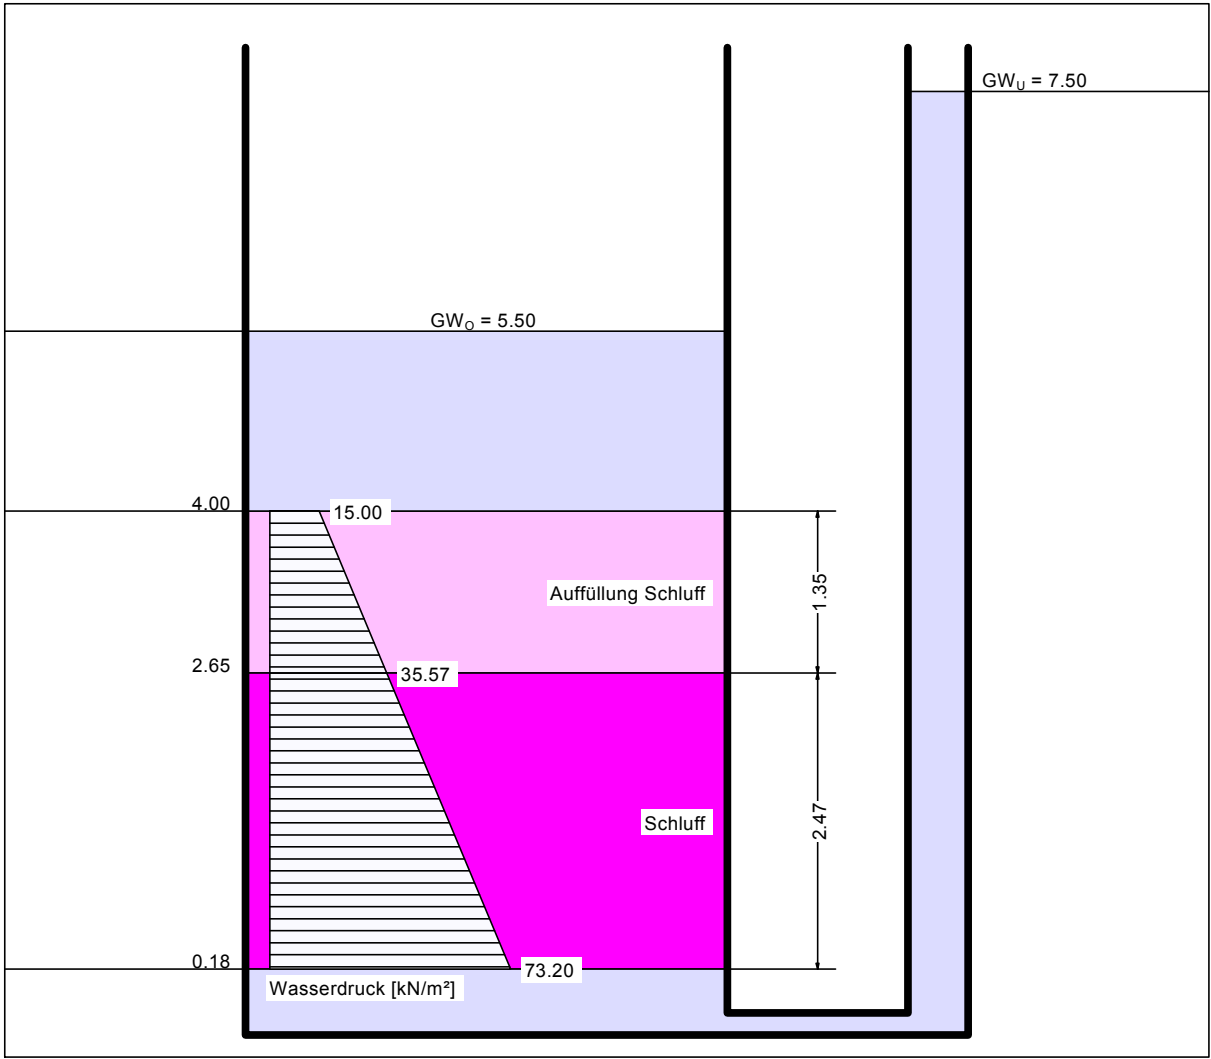 GWU = 7.50
GWO = 5.50
4.00
15.00
Auffüllung Schluff
1.35
2.65
35.57
Schluff
2.47
0.18
73.20
Wasserdruck [kN/m²]